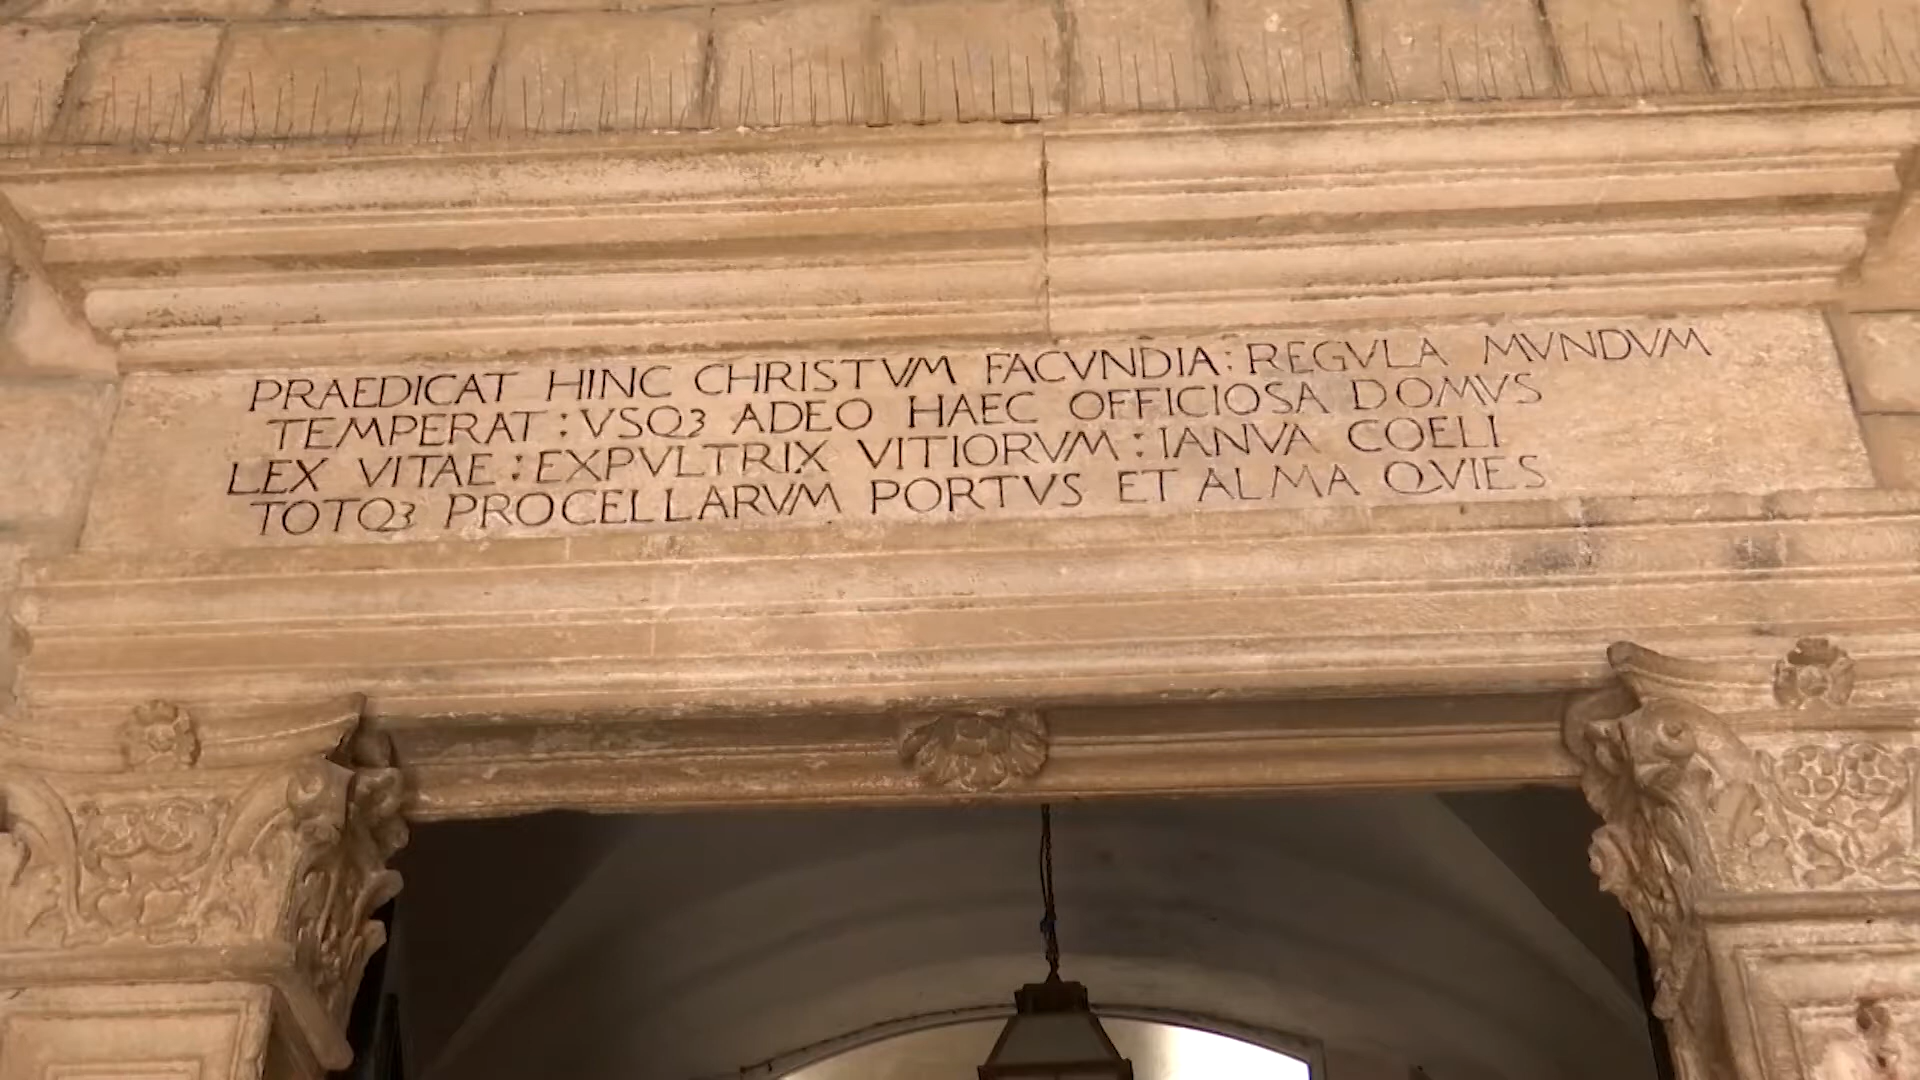 PRAEDICAT HINC CHRISTVM FACVNDIA : REGVLA MVNDVM
TEMPERAT : VSQ3 ADEO HAEC OFFICIOSA DOMVS
LEX VITAE : EXPVLTRIX VITIORVM : IANVA COELI
TOTQ3 PROCELLARVM PORTVS ET ALMA QVIES